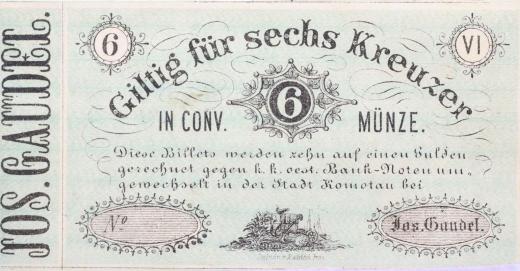 JOS. GAUDEL.
6
VI
Giltig für sechs Kreuzer
6
IN CONV. MÜNZE.
Diese Billets werden zehn auf einen Gulden
gerechnet gegen k. k. oest. Bank-Noten um,
gewechselt in der Stadt Komotau bei
No
Jos. Gaudel.